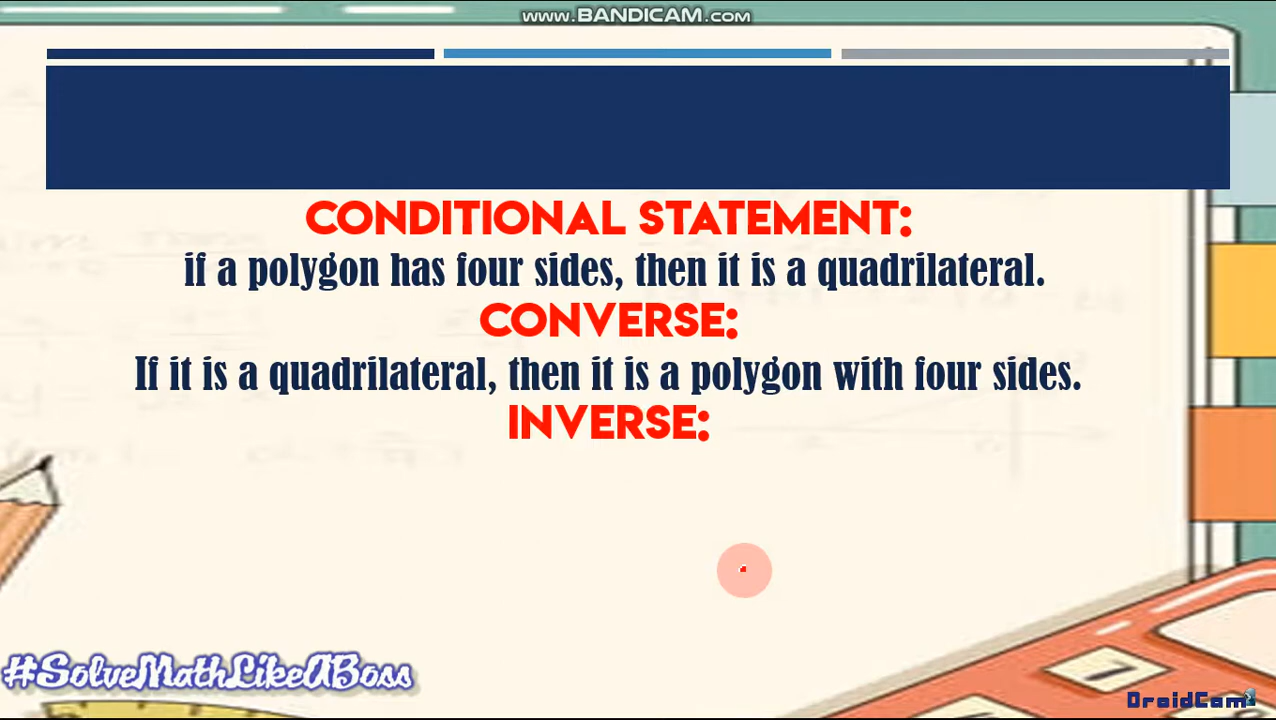 www.BANDICAM.com
CONDITIONAL STATEMENT:
if a polygon has four sides, then it is a quadrilateral.
CONVERSE:
If it is a quadrilateral, then it is a polygon with four sides.
INVERSE:
#SolveMathLikeABoss
DroidCam